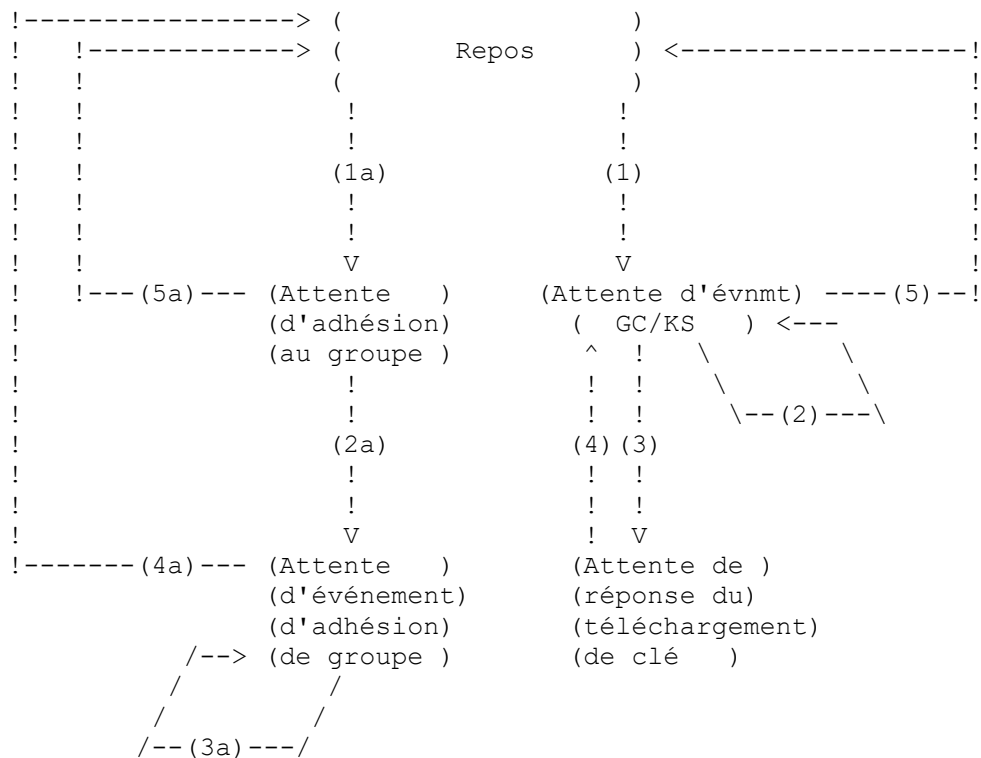 !-----------------> (                 )
!    !-------------> (      Repos      ) <------------------!
!    !               (                 )                    !
!    !                  !                !                      !
!    !                  !                !                      !
!    !                 (1a)             (1)                     !
!    !                  !                !                      !
!    !                  !                !                      !
!    !                  V                V                      !
!    !---(5a)--- (Attente   )      (Attente d'évnmt) ----(5)--!
!                (d'adhésion)        (  GC/KS   ) <---
!                (au groupe )         ^  !    \        \
!                     !               !  !     \        \
!                     !               !  !      \--(2)---\
!                    (2a)            (4)(3)
!                     !               !  !
!                     !               !  !
!                     V               !  V
!-------(4a)--- (Attente   )         (Attente de )
(d'événement)       (réponse du)
(d'adhésion)        (téléchargement)
/--> (de groupe )        (de clé   )
/          /
/          /
/--(3a)---/